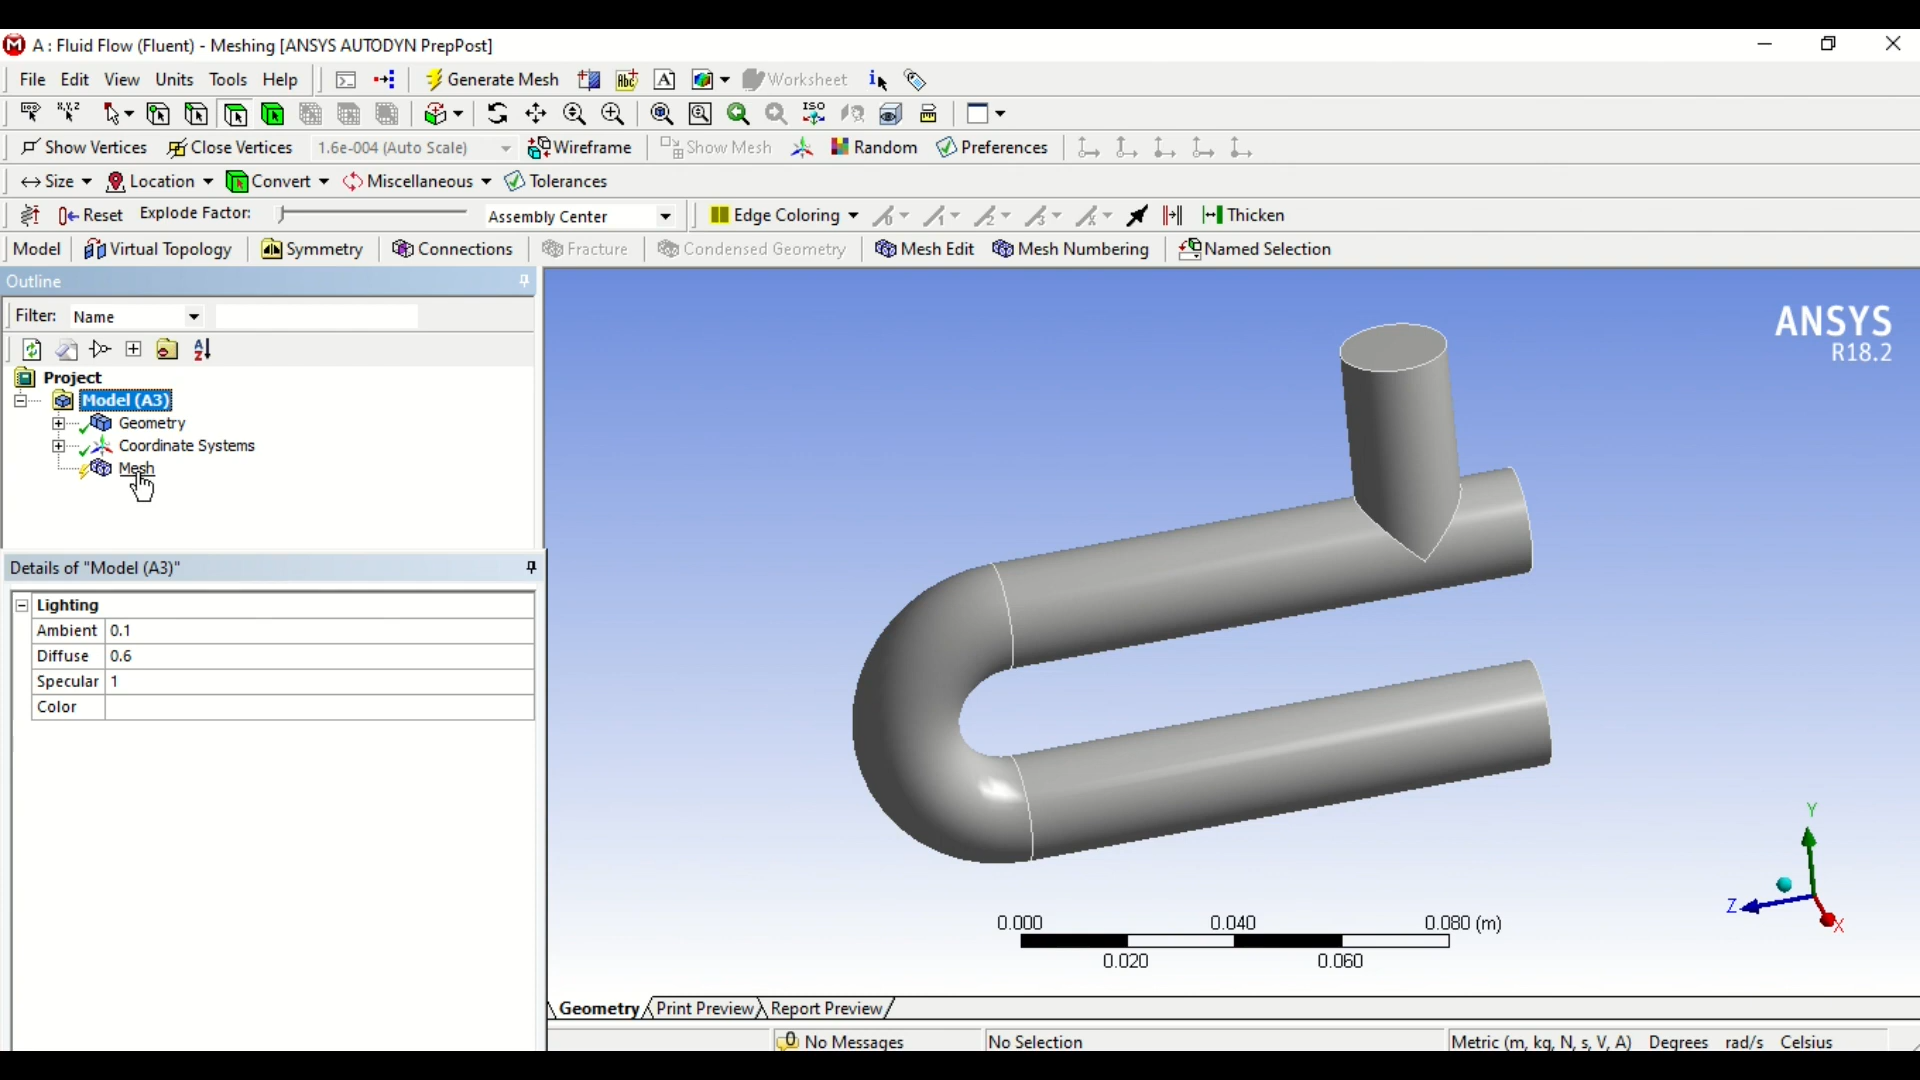 A : Fluid Flow (Fluent) - Meshing [ANSYS AUTODYN PrepPost]
File Edit View Units Tools Help Generate Mesh Abc A Worksheet
X,Y,Z ISO
Show Vertices Close Vertices 1.6e-004 (Auto Scale) Wireframe Show Mesh Random Preferences
Size Location Convert Miscellaneous Tolerances
Reset Explode Factor: Assembly Center Edge Coloring Thicken
Model Virtual Topology Symmetry Connections Fracture Condensed Geometry Mesh Edit Mesh Numbering Named Selection
Outline
Filter: Name
Project
Model (A3)
Geometry
Coordinate Systems
Mesh
Details of "Model (A3)"
Lighting
Ambient 0.1
Diffuse 0.6
Specular 1
Color
ANSYS
R18.2
Y
Z
X
0.000 0.040 0.080 (m)
0.020 0.060
Geometry Print Preview Report Preview
0 No Messages No Selection Metric (m, kg, N, s, V, A) Degrees rad/s Celsius